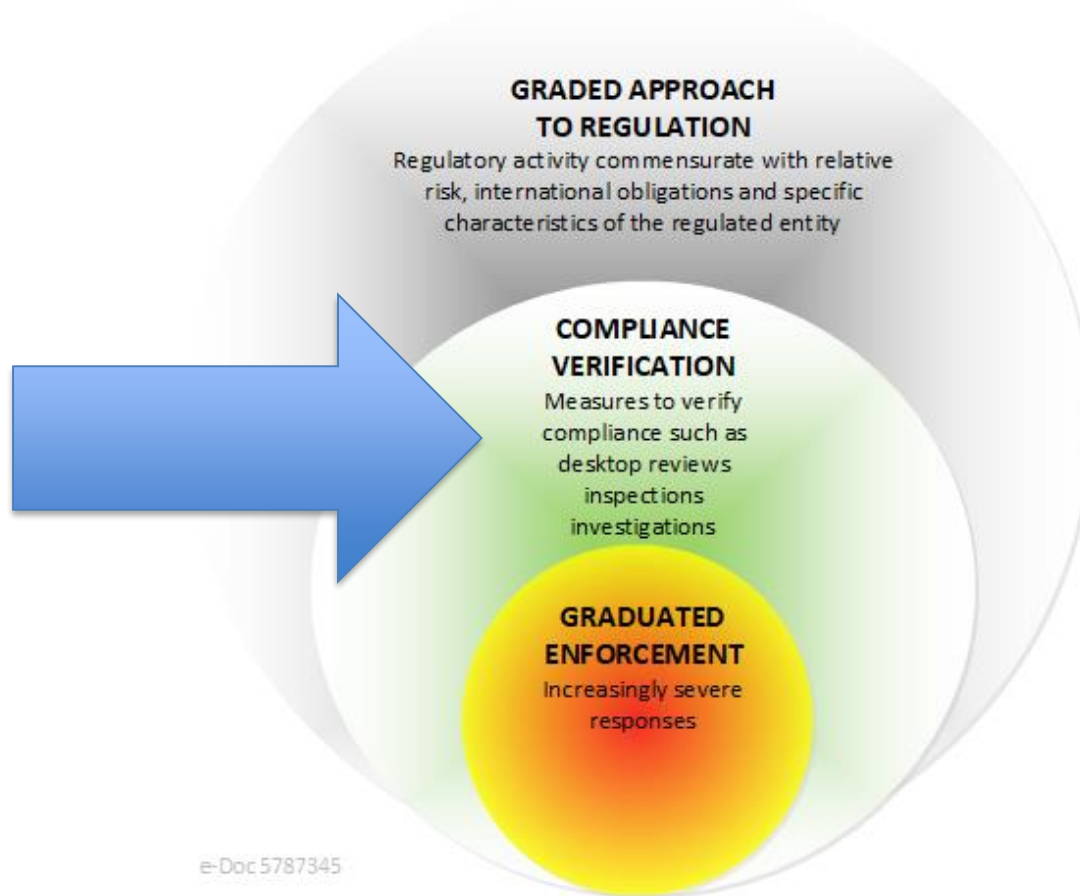 GRADED APPROACH
TO REGULATION
Regulatory activity commensurate with relative
risk, international obligations and specific
characteristics of the regulated entity
COMPLIANCE
VERIFICATION
Measures to verify
compliance such as
desktop reviews
inspections
investigations
GRADUATED
ENFORCEMENT
Increasingly severe
responses
e-Doc 5787345